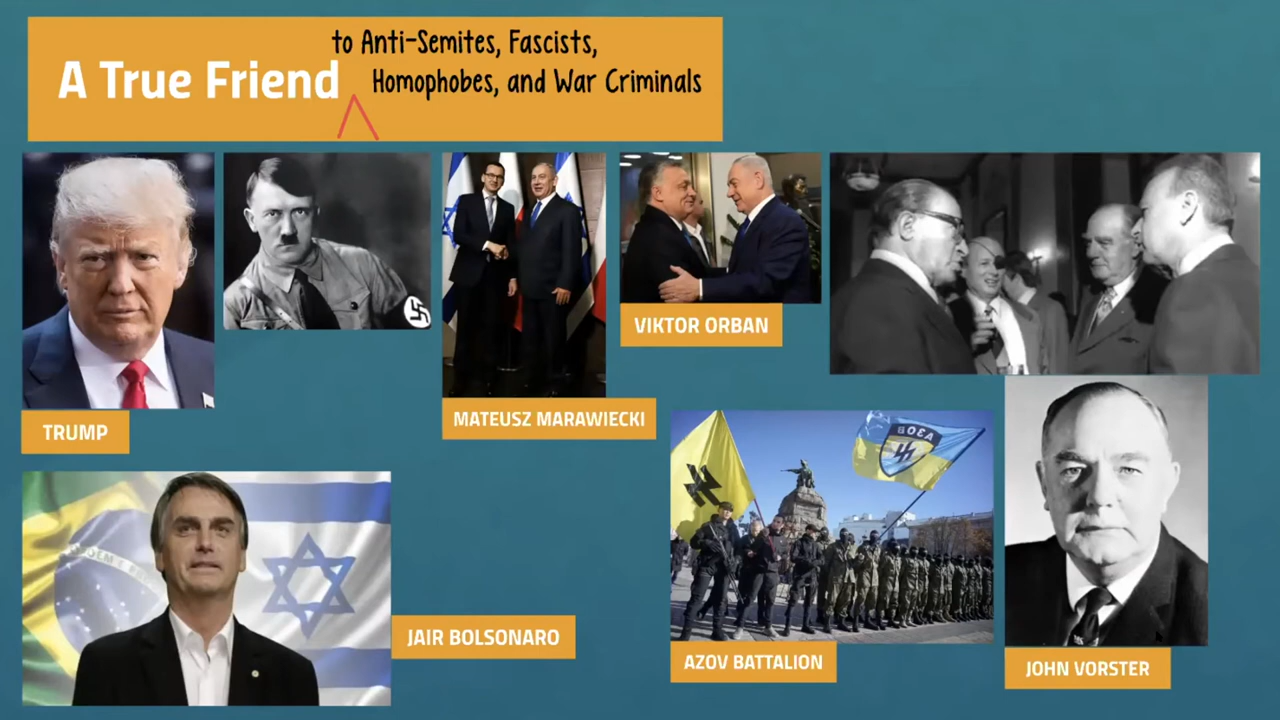 to Anti-Semites, Fascists,
A True Friend
Homophobes, and War Criminals
VIKTOR ORBAN
MATEUSZ MARAWIECKI
TRUMP
JAIR BOLSONARO
AZOV BATTALION
JOHN VORSTER